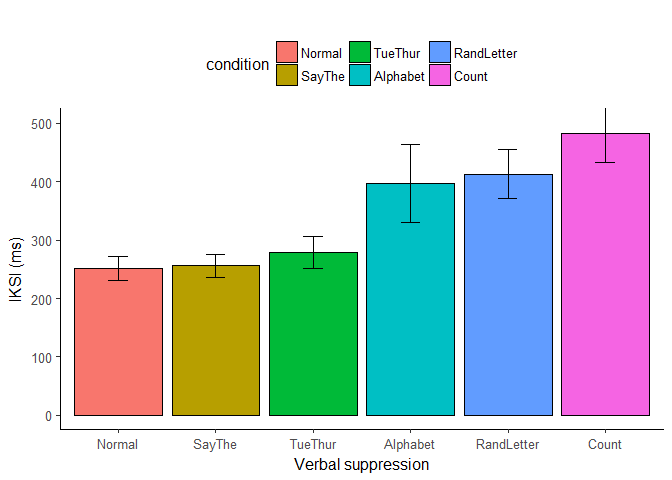 condition Normal TueThur RandLetter
SayThe Alphabet Count
500
400
300
200
100
0
IKSI (ms)
Normal SayThe TueThur Alphabet RandLetter Count
Verbal suppression